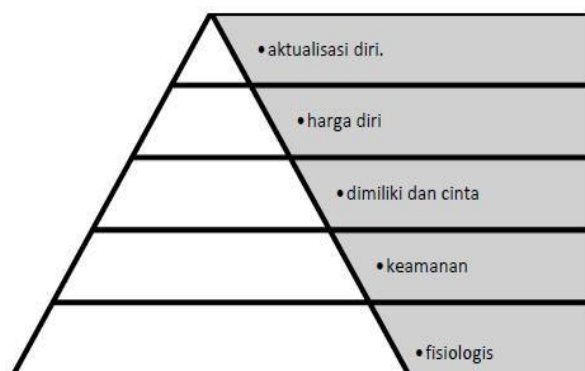 •aktualisasi diri.
•harga diri
•dimiliki dan cinta
•keamanan
•fisiologis